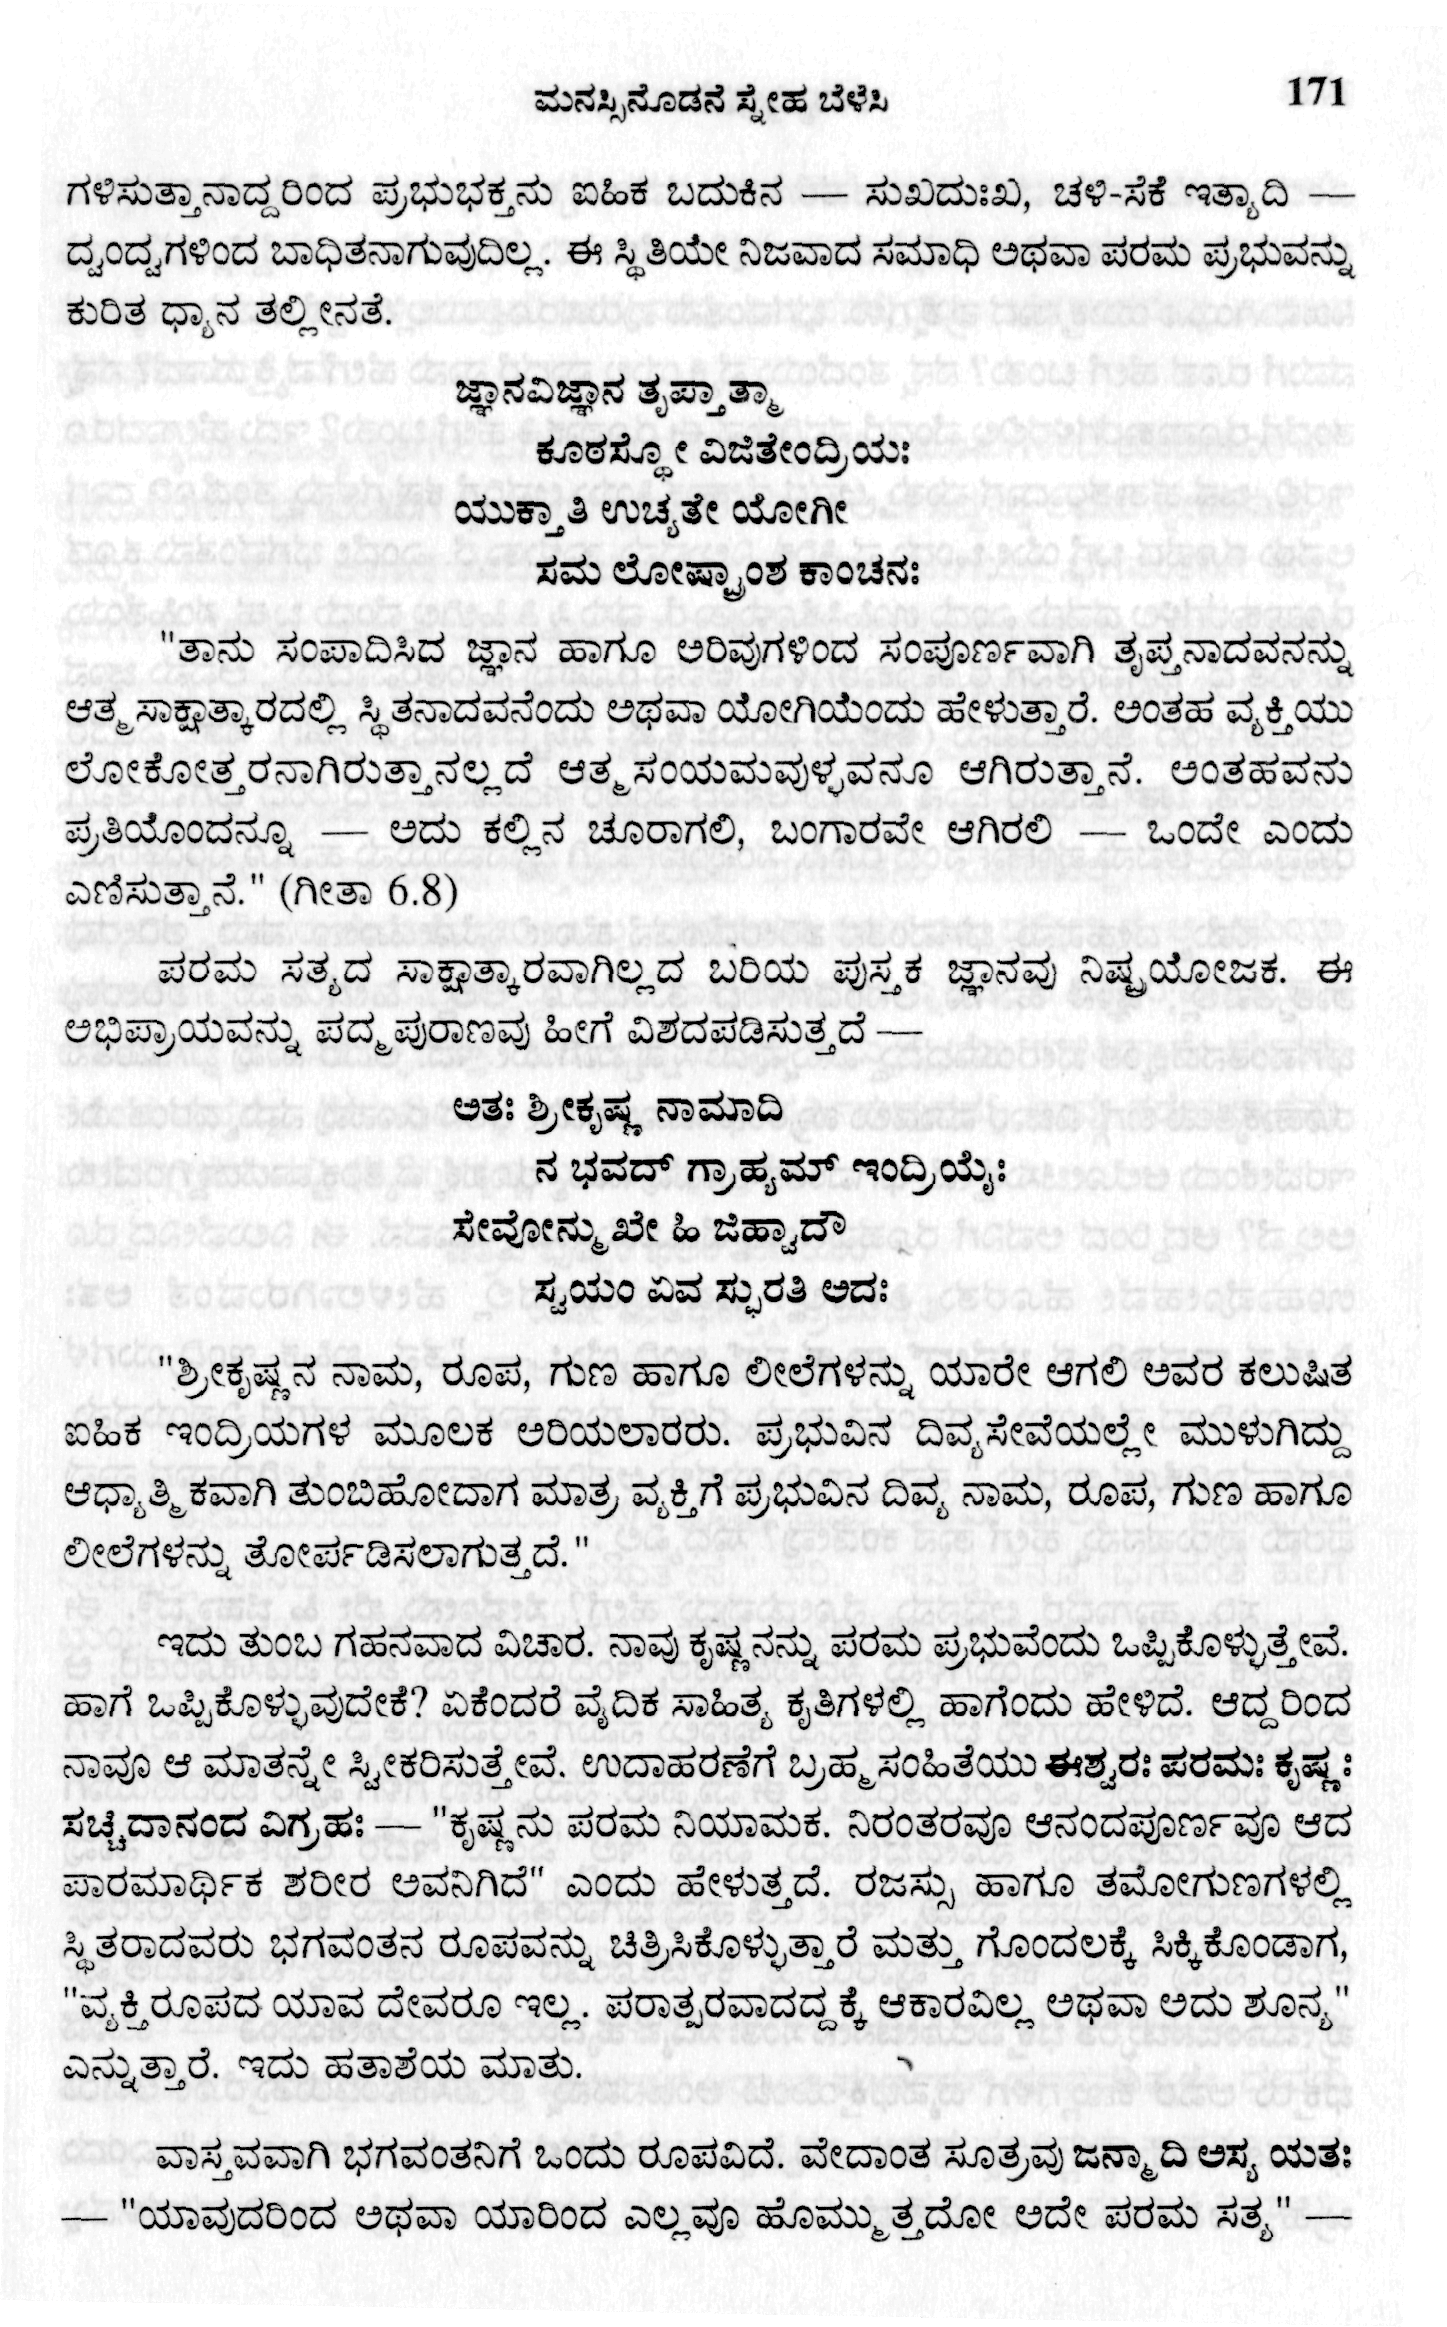 ಮನಸ್ಸಿನೊಡನೆ ಸ್ನೇಹ ಬೆಳೆಸಿ
171
ಗಳಿಸುತ್ತಾನಾದ್ದರಿಂದ ಪ್ರಭುಭಕ್ತನು ಐಹಿಕ ಬದುಕಿನ — ಸುಖದುಃಖ, ಚಳಿ-ಸೆಕೆ ಇತ್ಯಾದಿ —
ದ್ವಂದ್ವಗಳಿಂದ ಬಾಧಿತನಾಗುವುದಿಲ್ಲ. ಈ ಸ್ಥಿತಿಯೇ ನಿಜವಾದ ಸಮಾಧಿ ಅಥವಾ ಪರಮ ಪ್ರಭುವನ್ನು
ಕುರಿತ ಧ್ಯಾನ ತಲ್ಲೀನತೆ.
ಜ್ಞಾನವಿಜ್ಞಾನ ತೃಪ್ತಾತ್ಮಾ
ಕೂಠಸ್ಥೋ ವಿಜಿತೇಂದ್ರಿಯಃ
ಯುಕ್ತಾತಿ ಉಚ್ಯತೇ ಯೋಗೀ
ಸಮ ಲೋಷ್ಟ್ರಾಂಶ ಕಾಂಚನಃ
"ತಾನು ಸಂಪಾದಿಸಿದ ಜ್ಞಾನ ಹಾಗೂ ಅರಿವುಗಳಿಂದ ಸಂಪೂರ್ಣವಾಗಿ ತೃಪ್ತನಾದವನನ್ನು
ಆತ್ಮಸಾಕ್ಷಾತ್ಕಾರದಲ್ಲಿ ಸ್ಥಿತನಾದವನೆಂದು ಅಥವಾ ಯೋಗಿಯೆಂದು ಹೇಳುತ್ತಾರೆ. ಅಂತಹ ವ್ಯಕ್ತಿಯು
ಲೋಕೋತ್ತರನಾಗಿರುತ್ತಾನಲ್ಲದೆ ಆತ್ಮಸಂಯಮವುಳ್ಳವನೂ ಆಗಿರುತ್ತಾನೆ. ಅಂತಹವನು
ಪ್ರತಿಯೊಂದನ್ನೂ — ಅದು ಕಲ್ಲಿನ ಚೂರಾಗಲಿ, ಬಂಗಾರವೇ ಆಗಿರಲಿ — ಒಂದೇ ಎಂದು
ಎಣಿಸುತ್ತಾನೆ." (ಗೀತಾ 6.8)
ಪರಮ ಸತ್ಯದ ಸಾಕ್ಷಾತ್ಕಾರವಾಗಿಲ್ಲದ ಬರಿಯ ಪುಸ್ತಕ ಜ್ಞಾನವು ನಿಷ್ಪ್ರಯೋಜಕ. ಈ
ಅಭಿಪ್ರಾಯವನ್ನು ಪದ್ಮಪುರಾಣವು ಹೀಗೆ ವಿಶದಪಡಿಸುತ್ತದೆ —
ಅತಃ ಶ್ರೀಕೃಷ್ಣ ನಾಮಾದಿ
ನ ಭವದ್ ಗ್ರಾಹ್ಯಮ್ ಇಂದ್ರಿಯೈಃ
ಸೇವೋನ್ಮುಖೇ ಹಿ ಜಿಹ್ವಾದೌ
ಸ್ವಯಂ ಏವ ಸ್ಫುರತಿ ಅದಃ
"ಶ್ರೀಕೃಷ್ಣನ ನಾಮ, ರೂಪ, ಗುಣ ಹಾಗೂ ಲೀಲೆಗಳನ್ನು ಯಾರೇ ಆಗಲಿ ಅವರ ಕಲುಷಿತ
ಐಹಿಕ ಇಂದ್ರಿಯಗಳ ಮೂಲಕ ಅರಿಯಲಾರರು. ಪ್ರಭುವಿನ ದಿವ್ಯಸೇವೆಯಲ್ಲೇ ಮುಳುಗಿದ್ದು
ಆಧ್ಯಾತ್ಮಿಕವಾಗಿ ತುಂಬಿಹೋದಾಗ ಮಾತ್ರ ವ್ಯಕ್ತಿಗೆ ಪ್ರಭುವಿನ ದಿವ್ಯ ನಾಮ, ರೂಪ, ಗುಣ ಹಾಗೂ
ಲೀಲೆಗಳನ್ನು ತೋರ್ಪಡಿಸಲಾಗುತ್ತದೆ."
ಇದು ತುಂಬ ಗಹನವಾದ ವಿಚಾರ. ನಾವು ಕೃಷ್ಣನನ್ನು ಪರಮ ಪ್ರಭುವೆಂದು ಒಪ್ಪಿಕೊಳ್ಳುತ್ತೇವೆ.
ಹಾಗೆ ಒಪ್ಪಿಕೊಳ್ಳುವುದೇಕೆ? ಏಕೆಂದರೆ ವೈದಿಕ ಸಾಹಿತ್ಯ ಕೃತಿಗಳಲ್ಲಿ ಹಾಗೆಂದು ಹೇಳಿದೆ. ಆದ್ದರಿಂದ
ನಾವೂ ಆ ಮಾತನ್ನೇ ಸ್ವೀಕರಿಸುತ್ತೇವೆ. ಉದಾಹರಣೆಗೆ ಬ್ರಹ್ಮಸಂಹಿತೆಯು ಈಶ್ವರಃ ಪರಮಃ ಕೃಷ್ಣಃ
ಸಚ್ಚಿದಾನಂದ ವಿಗ್ರಹಃ — "ಕೃಷ್ಣನು ಪರಮ ನಿಯಾಮಕ. ನಿರಂತರವೂ ಆನಂದಪೂರ್ಣವೂ ಆದ
ಪಾರಮಾರ್ಥಿಕ ಶರೀರ ಅವನಿಗಿದೆ" ಎಂದು ಹೇಳುತ್ತದೆ. ರಜಸ್ಸು ಹಾಗೂ ತಮೋಗುಣಗಳಲ್ಲಿ
ಸ್ಥಿತರಾದವರು ಭಗವಂತನ ರೂಪವನ್ನು ಚಿತ್ರಿಸಿಕೊಳ್ಳುತ್ತಾರೆ ಮತ್ತು ಗೊಂದಲಕ್ಕೆ ಸಿಕ್ಕಿಕೊಂಡಾಗ,
"ವ್ಯಕ್ತಿರೂಪದ ಯಾವ ದೇವರೂ ಇಲ್ಲ. ಪರಾತ್ಪರವಾದದ್ದಕ್ಕೆ ಆಕಾರವಿಲ್ಲ ಅಥವಾ ಅದು ಶೂನ್ಯ"
ಎನ್ನುತ್ತಾರೆ. ಇದು ಹತಾಶೆಯ ಮಾತು.
ವಾಸ್ತವವಾಗಿ ಭಗವಂತನಿಗೆ ಒಂದು ರೂಪವಿದೆ. ವೇದಾಂತ ಸೂತ್ರವು ಜನ್ಮಾದಿ ಅಸ್ಯ ಯತಃ
— "ಯಾವುದರಿಂದ ಅಥವಾ ಯಾರಿಂದ ಎಲ್ಲವೂ ಹೊಮ್ಮುತ್ತದೋ ಅದೇ ಪರಮ ಸತ್ಯ" —